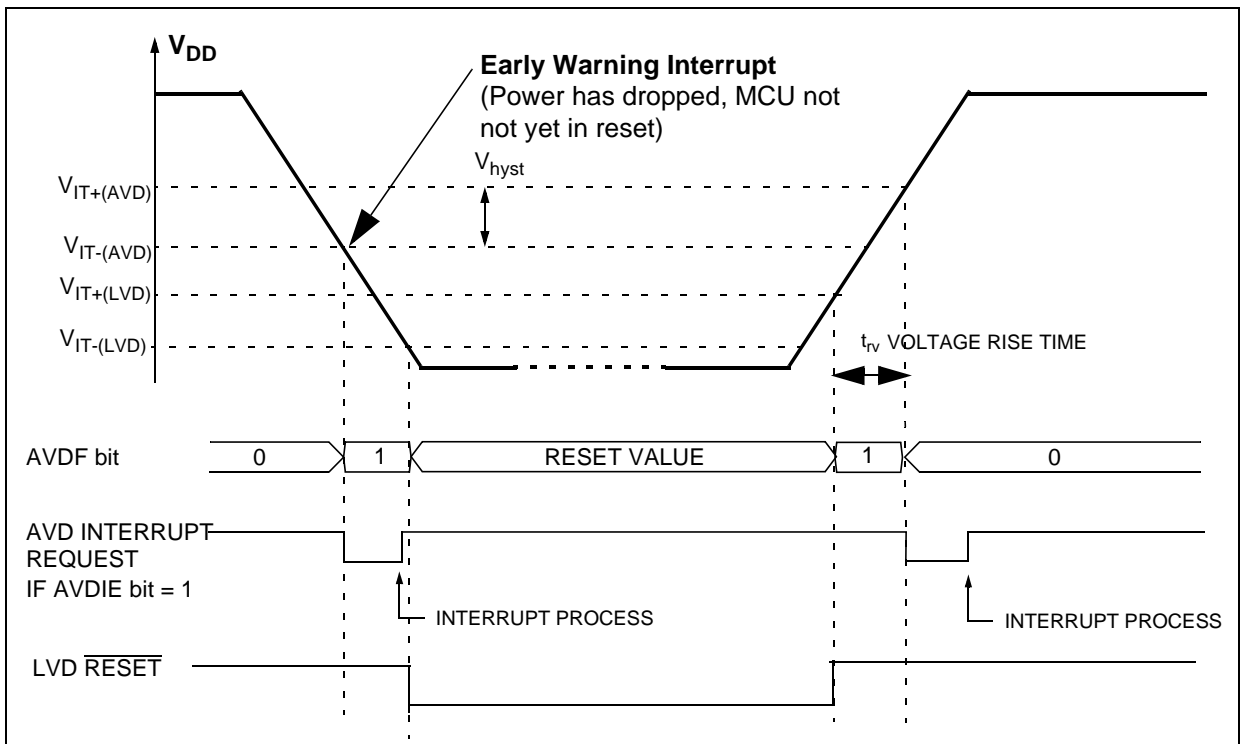 VDD
Early Warning Interrupt
(Power has dropped, MCU not
not yet in reset)
Vhyst
VIT+(AVD)
VIT-(AVD)
VIT+(LVD)
VIT-(LVD)
trv VOLTAGE RISE TIME
AVDF bit
0
1
RESET VALUE
1
0
AVD INTERRUPT
REQUEST
IF AVDIE bit = 1
INTERRUPT PROCESS
INTERRUPT PROCESS
LVD RESET